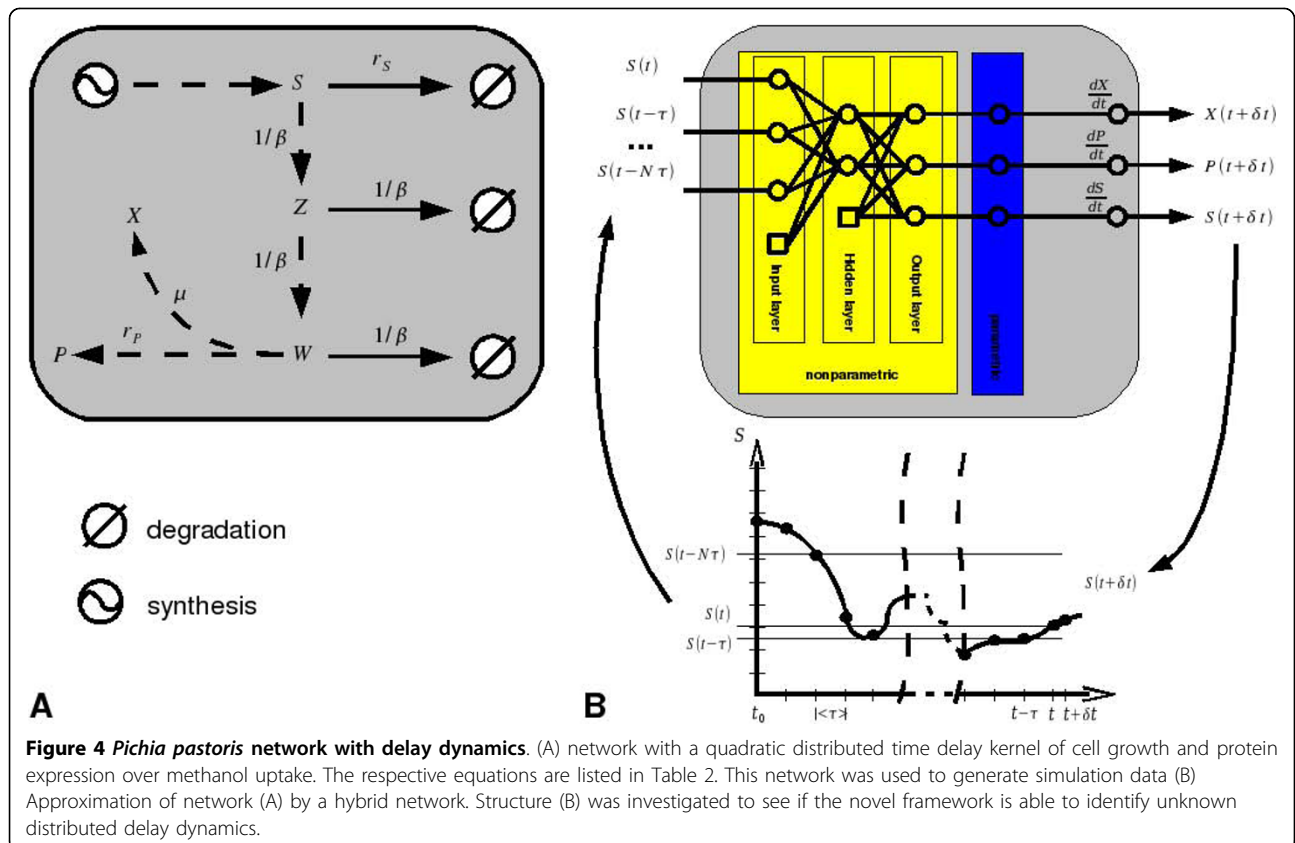 S
r_S
1/β
Z
1/β
1/β
X
μ
r_P
P
W
1/β
degradation
synthesis
A
S(t)
S(t-τ)
...
S(t-Nτ)
Input layer
Hidden layer
Output layer
nonparametric
parametric
dX/dt
X(t+δt)
dP/dt
P(t+δt)
dS/dt
S(t+δt)
S
S(t-Nτ)
S(t)
S(t-τ)
S(t+δt)
t_0
|<τ>|
t-τ
t
t+δt
B
Figure 4 Pichia pastoris network with delay dynamics. (A) network with a quadratic distributed time delay kernel of cell growth and protein
expression over methanol uptake. The respective equations are listed in Table 2. This network was used to generate simulation data (B)
Approximation of network (A) by a hybrid network. Structure (B) was investigated to see if the novel framework is able to identify unknown
distributed delay dynamics.